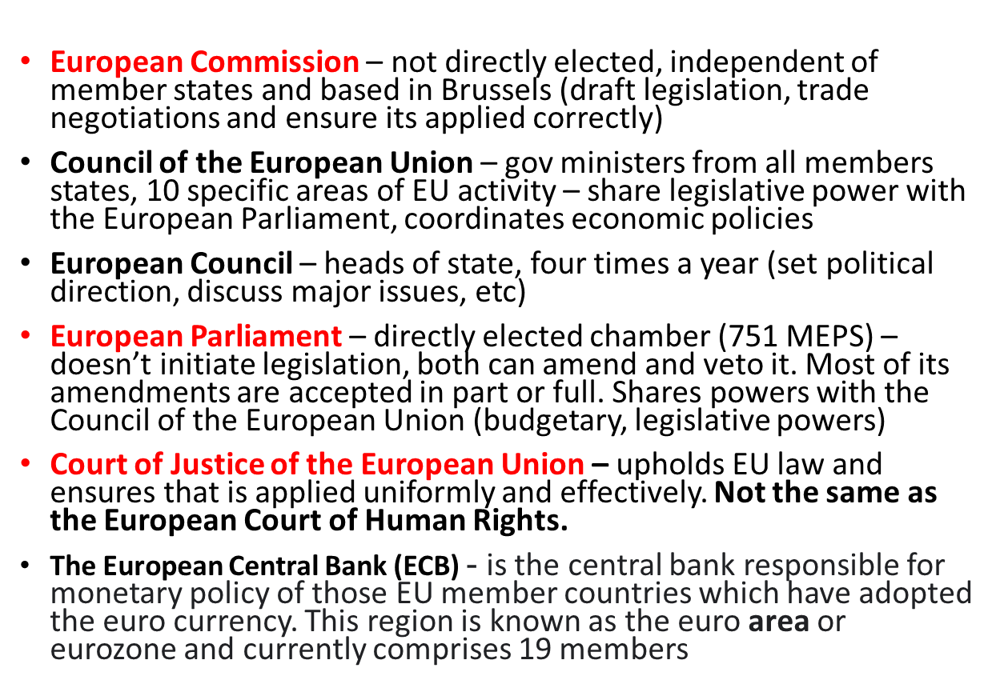 • European Commission – not directly elected, independent of
member states and based in Brussels (draft legislation, trade
negotiations and ensure its applied correctly)
• Council of the European Union – gov ministers from all members
states, 10 specific areas of EU activity – share legislative power with
the European Parliament, coordinates economic policies
• European Council – heads of state, four times a year (set political
direction, discuss major issues, etc)
• European Parliament – directly elected chamber (751 MEPS) –
doesn’t initiate legislation, both can amend and veto it. Most of its
amendments are accepted in part or full. Shares powers with the
Council of the European Union (budgetary, legislative powers)
• Court of Justice of the European Union – upholds EU law and
ensures that is applied uniformly and effectively. Not the same as
the European Court of Human Rights.
• The European Central Bank (ECB) - is the central bank responsible for
monetary policy of those EU member countries which have adopted
the euro currency. This region is known as the euro area or
eurozone and currently comprises 19 members